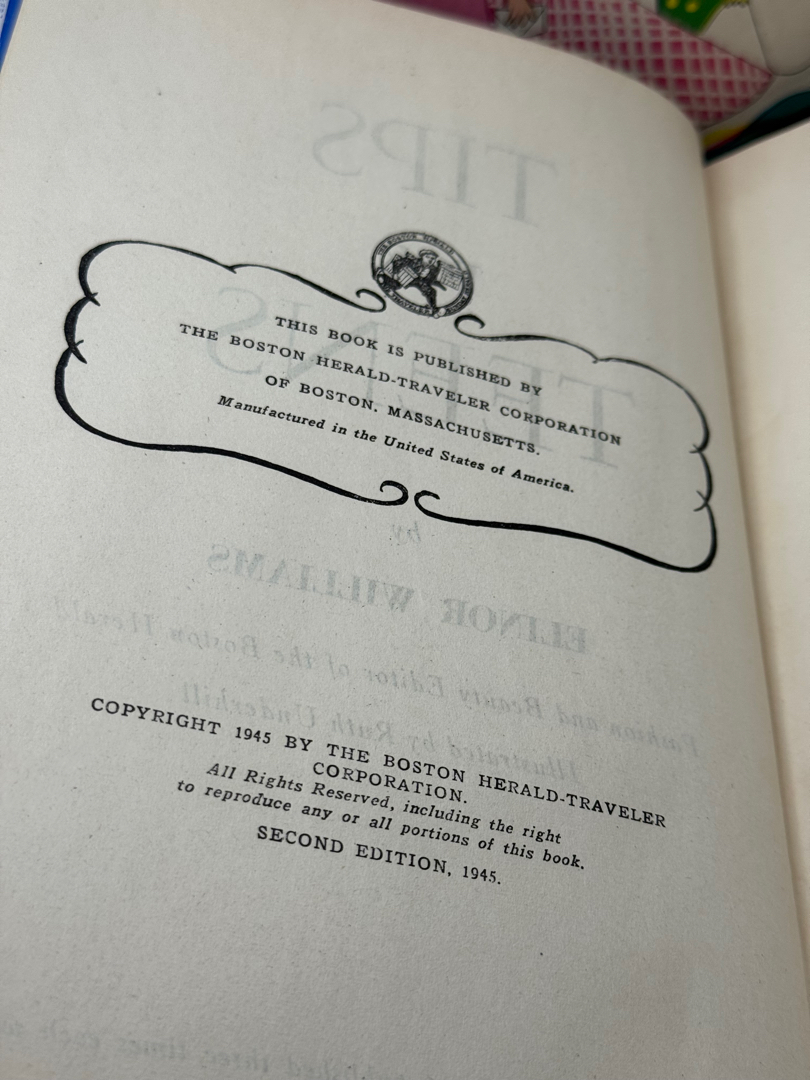 THIS BOOK IS PUBLISHED BY
THE BOSTON HERALD-TRAVELER CORPORATION
OF BOSTON, MASSACHUSETTS.
Manufactured in the United States of America.
COPYRIGHT 1945 BY THE BOSTON HERALD-TRAVELER
CORPORATION.
All Rights Reserved, including the right
to reproduce any or all portions of this book.
SECOND EDITION, 1945.